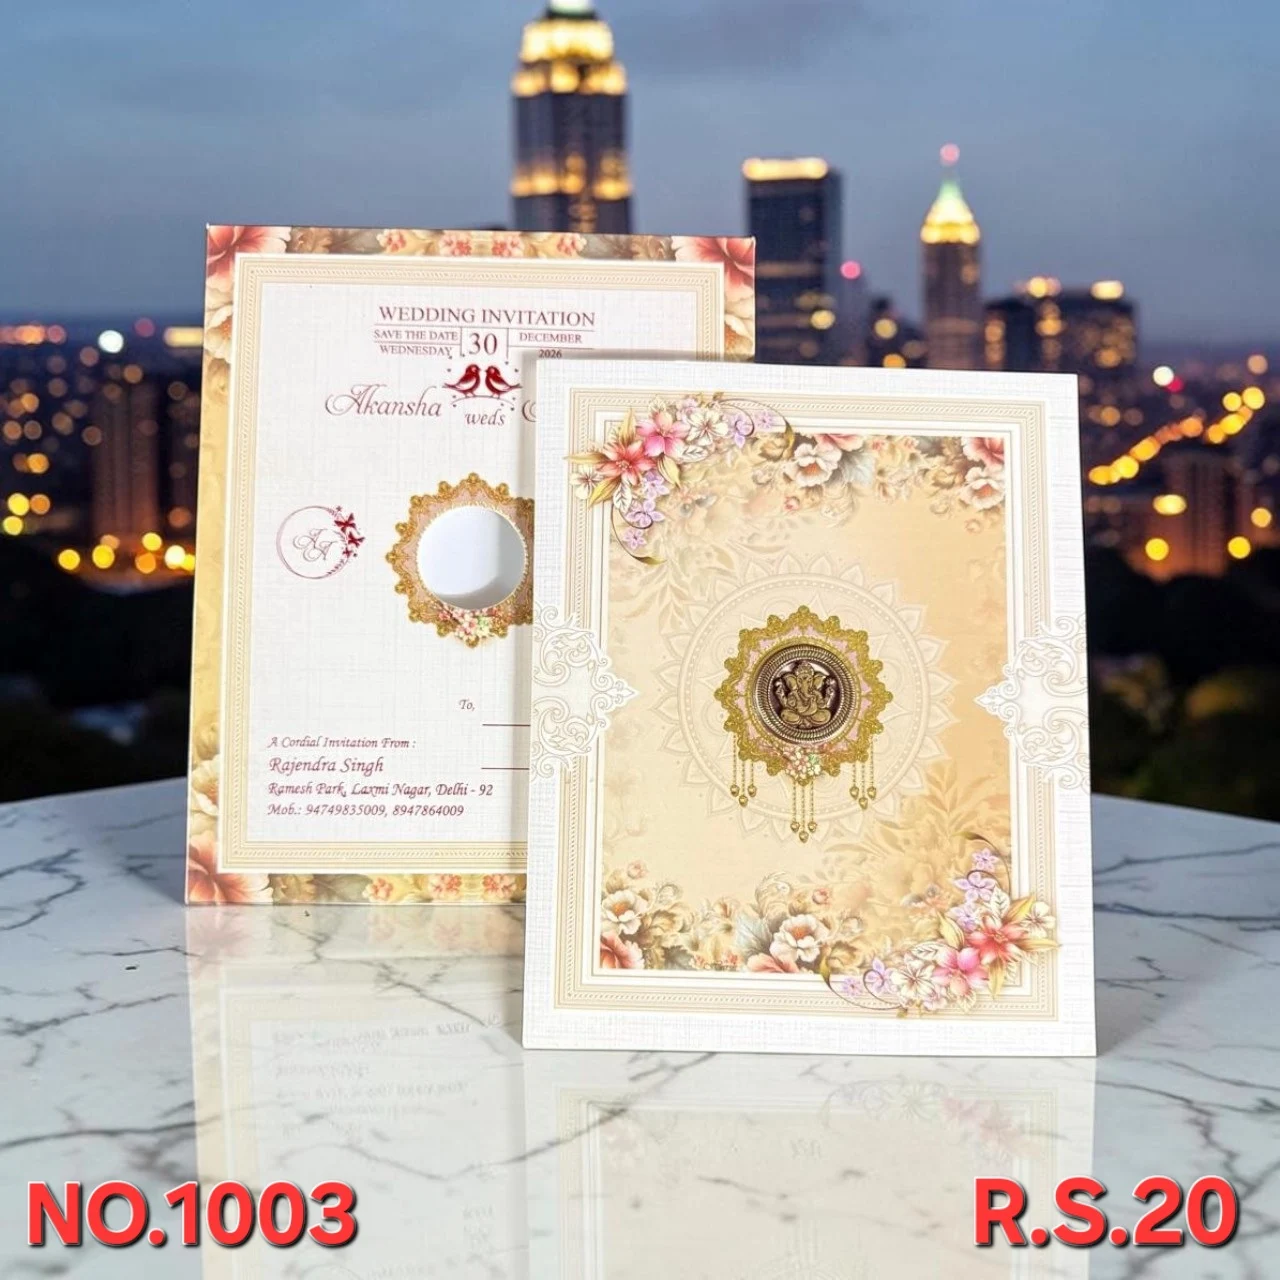 WEDDING INVITATION
SAVE THE DATE 30 DECEMBER
WEDNESDAY 2026
Akansha weds
To,
A Cordial Invitation From :
Rajendra Singh
Ramesh Park, Laxmi Nagar, Delhi - 92
Mob.: 94749835009, 8947864009
NO.1003
R.S.20